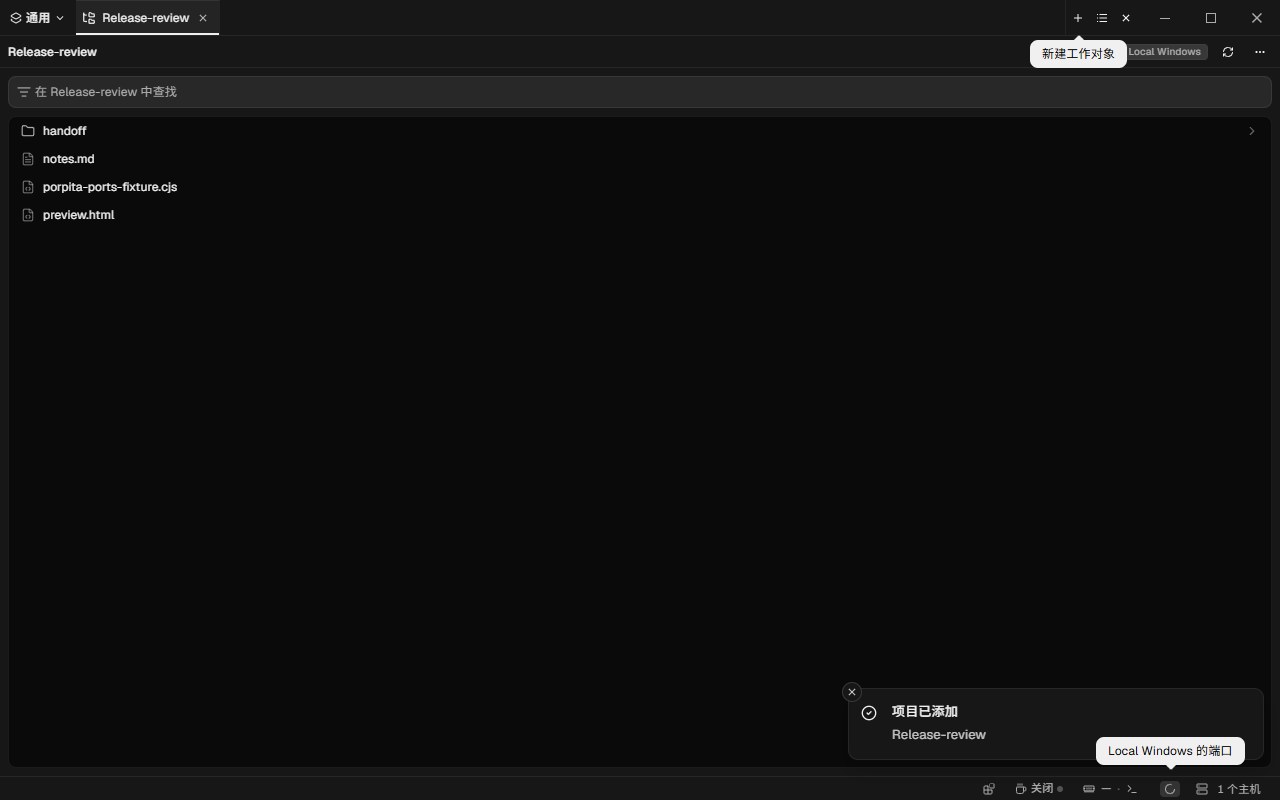 通用
Release-review
Release-review
新建工作对象
Local Windows
在 Release-review 中查找
handoff
notes.md
porpita-ports-fixture.cjs
preview.html
项目已添加
Release-review
Local Windows 的端口
关闭
1 个主机